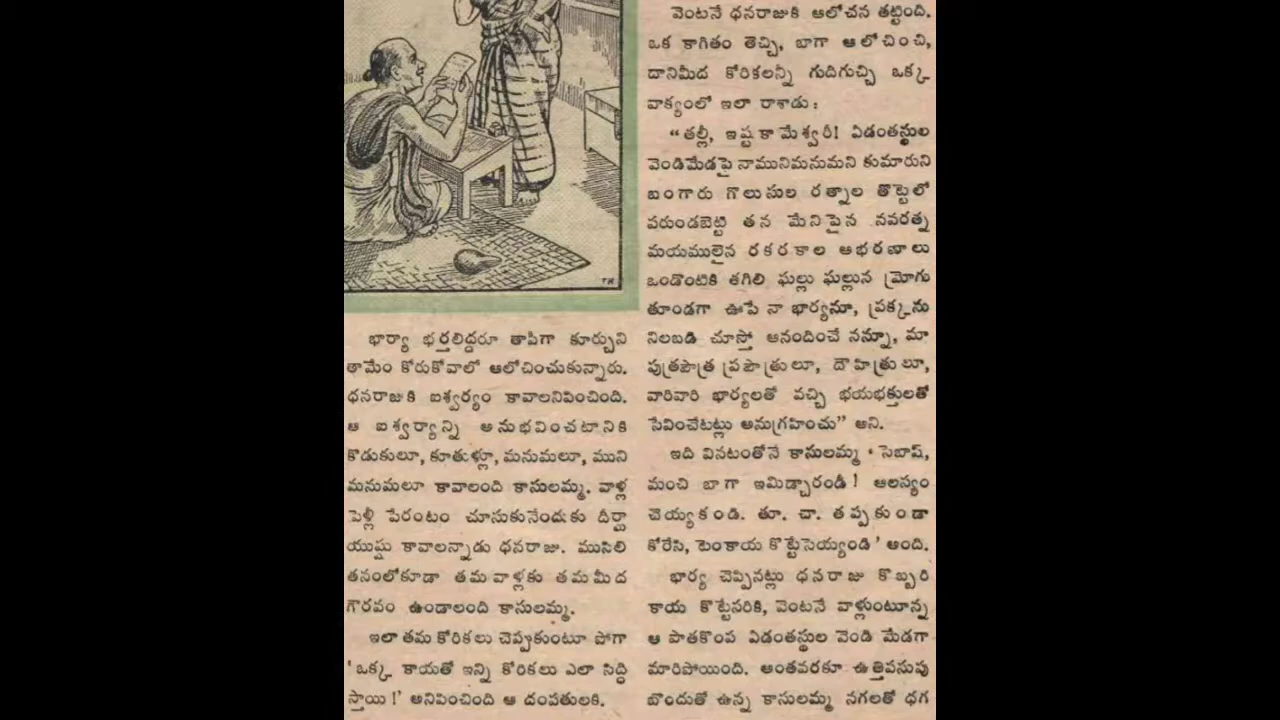 భార్యా భర్తలిద్దరూ తాపిగా కూర్చుని
తామేం కోరుకోవాలో ఆలోచించుకున్నారు.
ధనరాజుకి ఐశ్వర్యం కావాలనిపించింది.
ఆ ఐశ్వర్యాన్ని అనుభవించటానికి
కొడుకులూ, కూతుళ్లూ, మనుమలూ, ముని
మనుమలూ కావాలంది కాసులమ్మ. వాళ్ల
పెళ్లి పేరంటం చూసుకునేందుకు దీర్ఘా
యుష్షు కావాలన్నాడు ధనరాజు. ముసిలి
తనంలోకూడా తమవాళ్లకు తమమీద
గౌరవం ఉండాలంది కాసులమ్మ.
ఇలా తమ కోరికలు చెప్పుకుంటూ పోగా
'ఒక్క కాయతో ఇన్ని కోరికలు ఎలా సిద్ధి
స్తాయి!' అనిపించింది ఆ దంపతులకి.
వెంటనే ధనరాజుకి ఆలోచన తట్టింది.
ఒక కాగితం తెచ్చి, బాగా ఆలోచించి,
దానిమీద కోరికలన్నీ గుదిగుచ్చి ఒక్క
వాక్యంలో ఇలా రాశాడు:
"తల్లీ, ఇష్టకామేశ్వరీ! ఏడంతస్థుల
వెండిమేడపై నామునిమనుమని కుమారుని
బంగారు గొలుసుల రత్నాల తొట్టెలో
పరుండబెట్టి తన మేనిపైన నవరత్న
మయములైన రకరకాల ఆభరణాలు
ఒండొంటికి తగిలి ఘల్లు ఘల్లున మ్రోగు
తూండగా ఊపే నా భార్యనూ, ప్రక్కను
నిలబడి చూస్తో ఆనందించే నన్నూ, మా
పుత్రపౌత్ర ప్రపౌత్రులూ, దౌహిత్రులూ,
వారివారి భార్యలతో వచ్చి భయభక్తులతో
సేవించేటట్లు అనుగ్రహించు" అని.
ఇది వినటంతోనే కాసులమ్మ 'సెబాష్,
మంచి బాగా ఇమిడ్చారండీ! ఆలస్యం
చెయ్యకండి. తూ. చా. తప్పకుండా
కోరేసి, టెంకాయ కొట్టేసెయ్యండి' అంది.
భార్య చెప్పినట్లు ధనరాజు కొబ్బరి
కాయ కొట్టేసరికి, వెంటనే వాళ్లుంటూన్న
ఆ పాతకొంప ఏడంతస్థుల వెండి మేడగా
మారిపోయింది. అంతవరకూ ఉత్తిపసుపు
బొందుతో ఉన్న కాసులమ్మ నగలతో ధగ